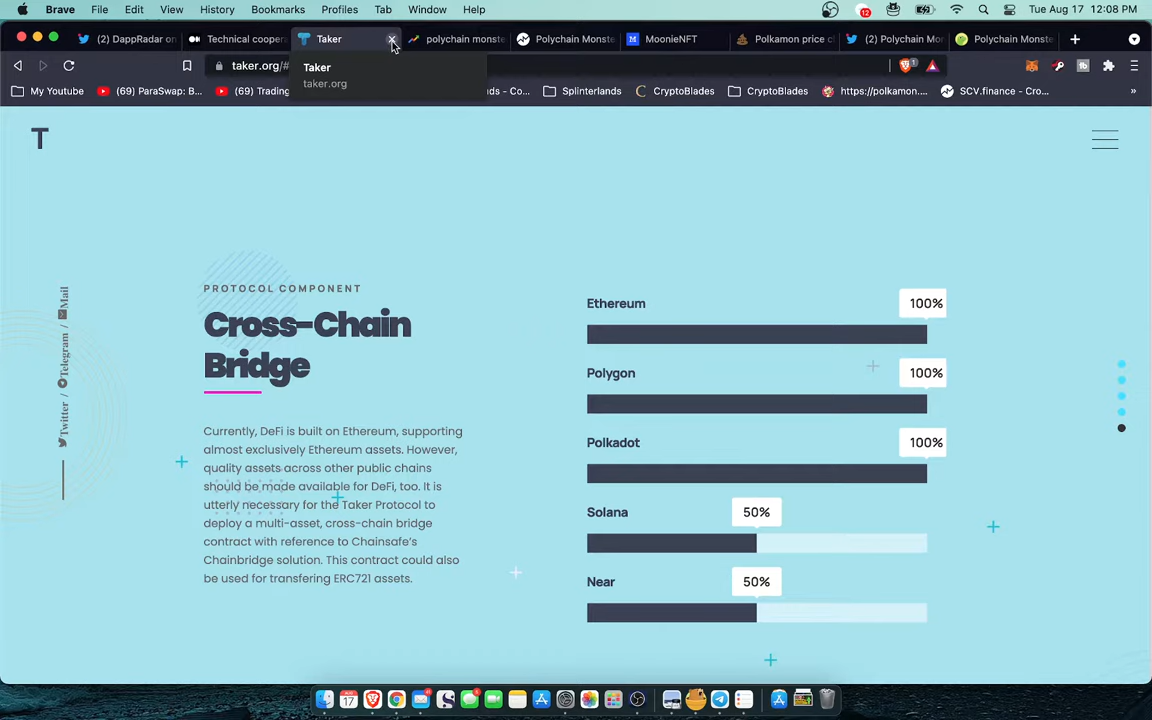 Brave File Edit View History Bookmarks Profiles Tab Window Help
12
Tue Aug 17 12:08 PM
(2) DappRadar on
Technical cooper
Taker
polychain monste
Polychain Monste
MoonieNFT
Polkamon price c
(2) Polychain Mon
Polychain Monste
taker.org/#
1
Taker
taker.org
My Youtube
(69) ParaSwap: B...
(69) Trading
nds - Co...
Splinterlands
CryptoBlades
CryptoBlades
https://polkamon....
SCV.finance - Cro...
»
T
Twitter / Telegram / Mail
PROTOCOL COMPONENT
Cross-Chain
Bridge
Currently, DeFi is built on Ethereum, supporting
almost exclusively Ethereum assets. However,
quality assets across other public chains
should be made available for DeFi, too. It is
utterly necessary for the Taker Protocol to
deploy a multi-asset, cross-chain bridge
contract with reference to Chainsafe's
Chainbridge solution. This contract could also
be used for transfering ERC721 assets.
Ethereum
100%
Polygon
100%
Polkadot
100%
Solana
50%
Near
50%
17